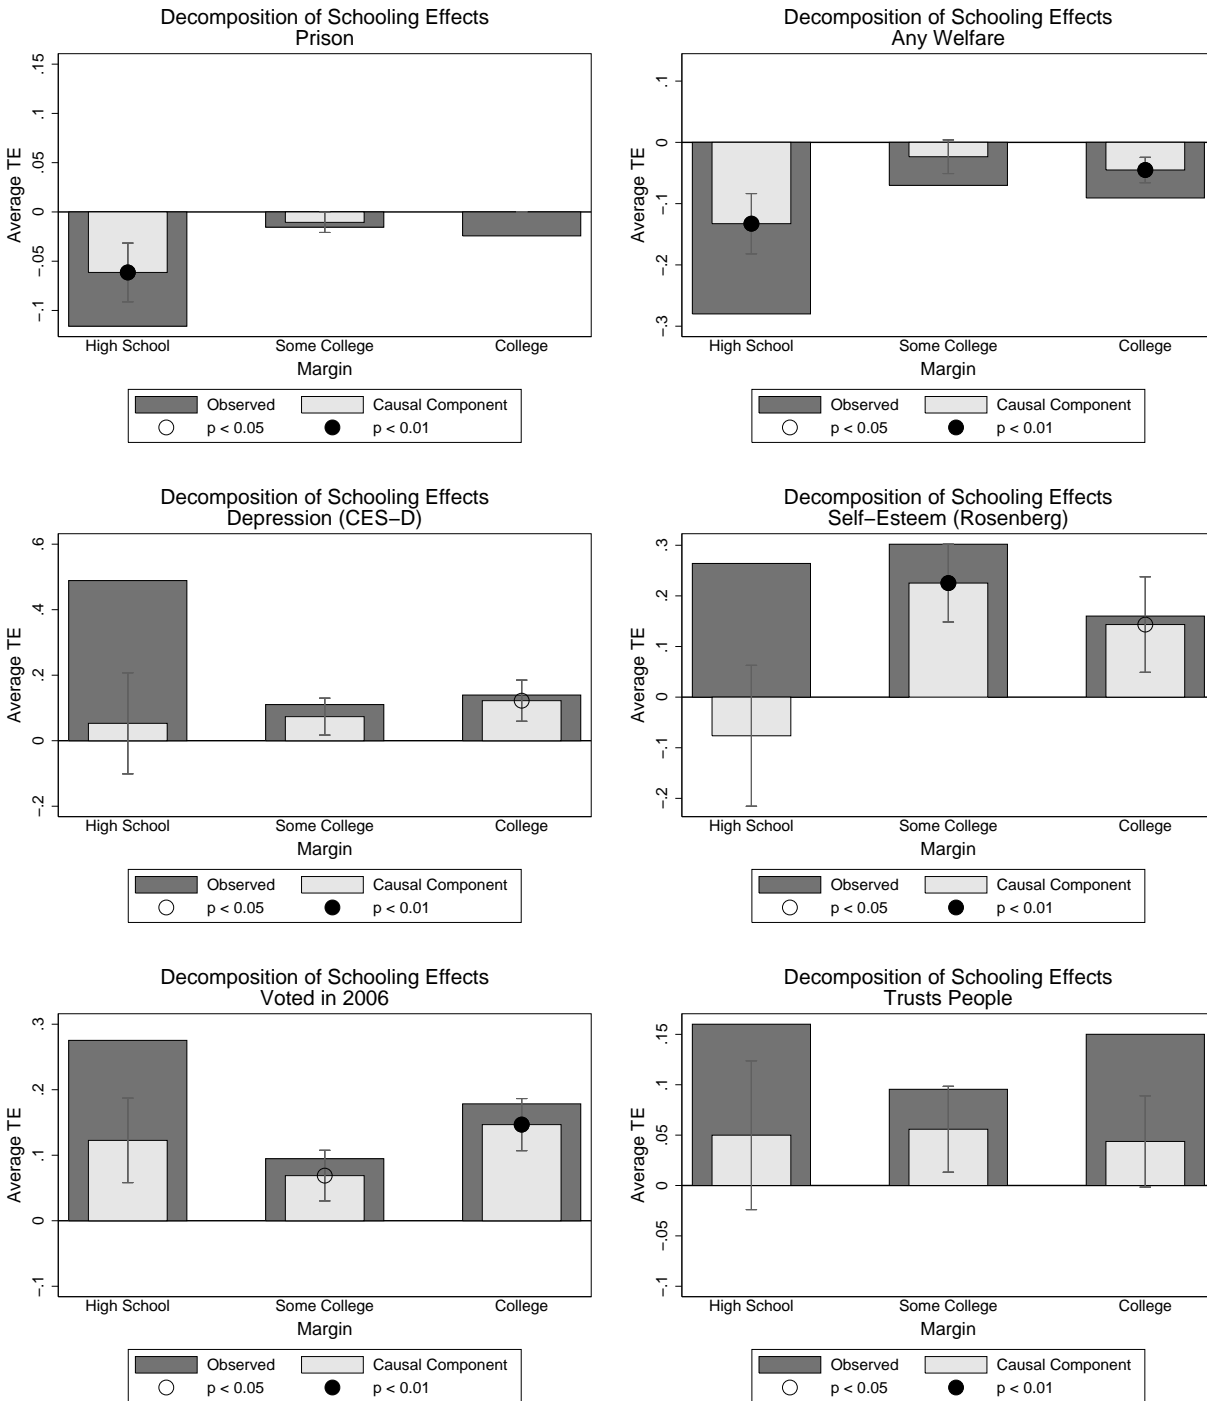 Decomposition of Schooling Effects
Prison
Average TE
.15
.1
.05
0
−.05
−.1
High School Some College College
Margin
Observed Causal Component
p < 0.05 p < 0.01
Decomposition of Schooling Effects
Any Welfare
Average TE
.1
0
−.1
−.2
−.3
High School Some College College
Margin
Observed Causal Component
p < 0.05 p < 0.01
Decomposition of Schooling Effects
Depression (CES−D)
Average TE
.6
.4
.2
0
−.2
High School Some College College
Margin
Observed Causal Component
p < 0.05 p < 0.01
Decomposition of Schooling Effects
Self−Esteem (Rosenberg)
Average TE
.3
.2
.1
0
−.1
−.2
High School Some College College
Margin
Observed Causal Component
p < 0.05 p < 0.01
Decomposition of Schooling Effects
Voted in 2006
Average TE
.3
.2
.1
0
−.1
High School Some College College
Margin
Observed Causal Component
p < 0.05 p < 0.01
Decomposition of Schooling Effects
Trusts People
Average TE
.15
.1
.05
0
−.05
−.1
High School Some College College
Margin
Observed Causal Component
p < 0.05 p < 0.01